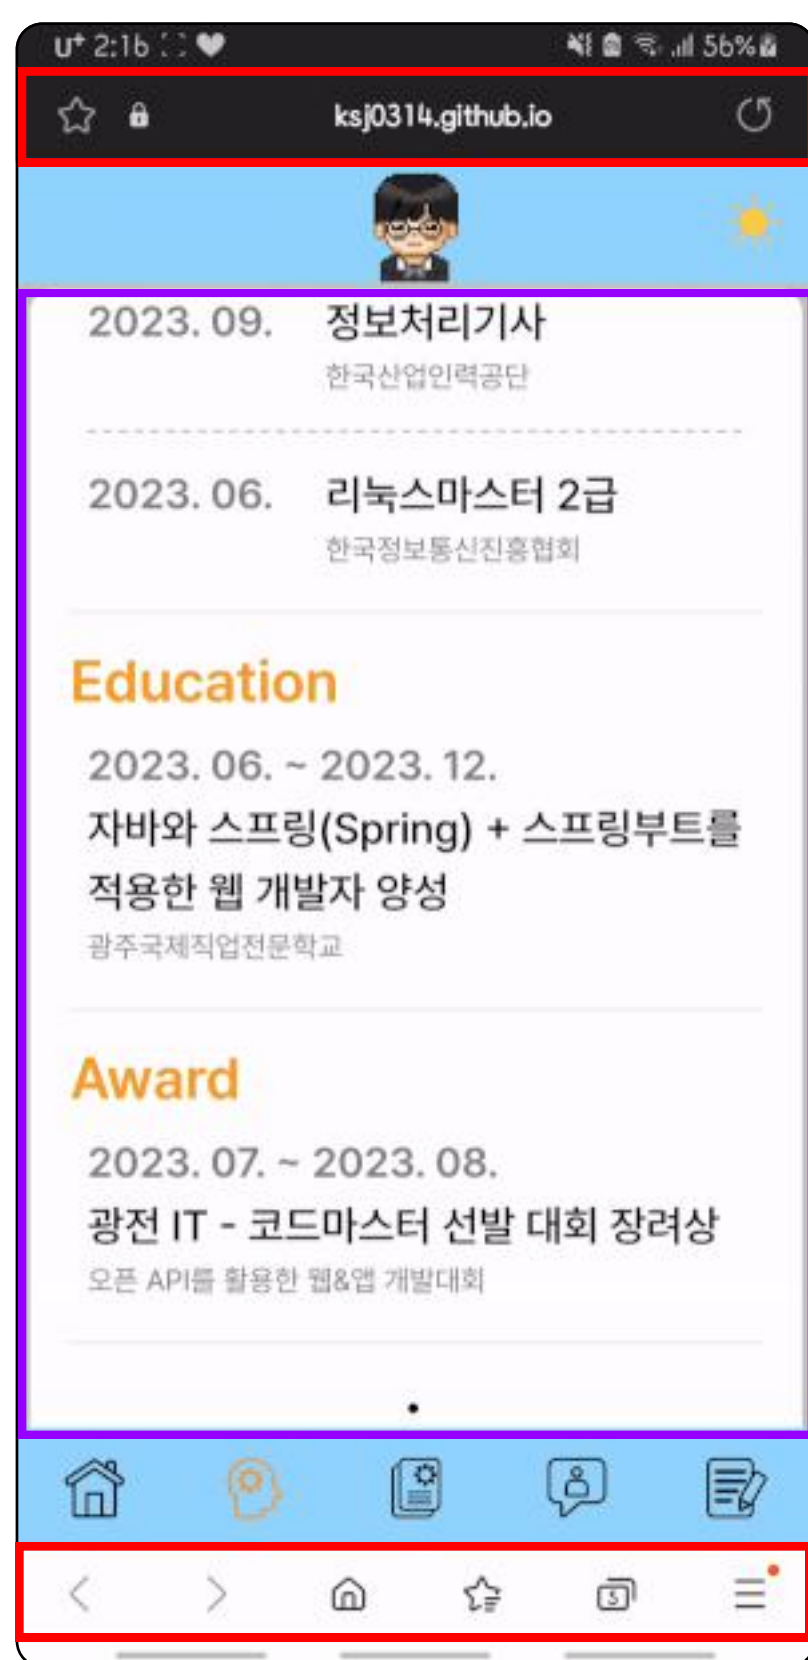 U+ 2:16
56%
ksj0314.github.io
2023. 09. 정보처리기사
한국산업인력공단
2023. 06. 리눅스마스터 2급
한국정보통신진흥협회
Education
2023. 06. ~ 2023. 12.
자바와 스프링(Spring) + 스프링부트를
적용한 웹 개발자 양성
광주국제직업전문학교
Award
2023. 07. ~ 2023. 08.
광전 IT - 코드마스터 선발 대회 장려상
오픈 API를 활용한 웹&앱 개발대회
5